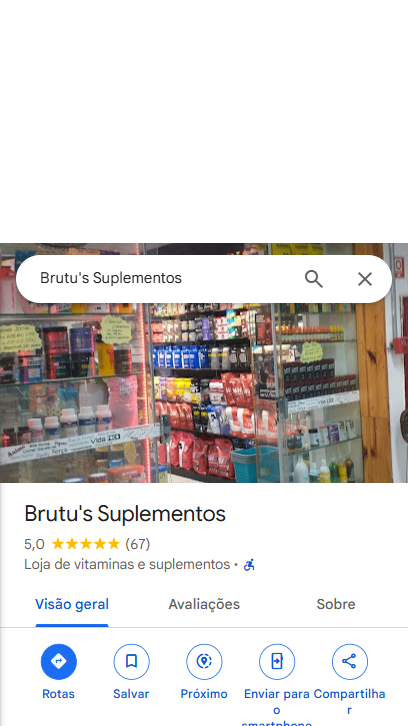 Brutu's Suplementos
Vida
Brutu's Suplementos
5,0 (67)
Loja de vitaminas e suplementos ·
Visão geral
Avaliações
Sobre
Rotas
Salvar
Próximo
Enviar para
o
smartphone
Compartilha
r